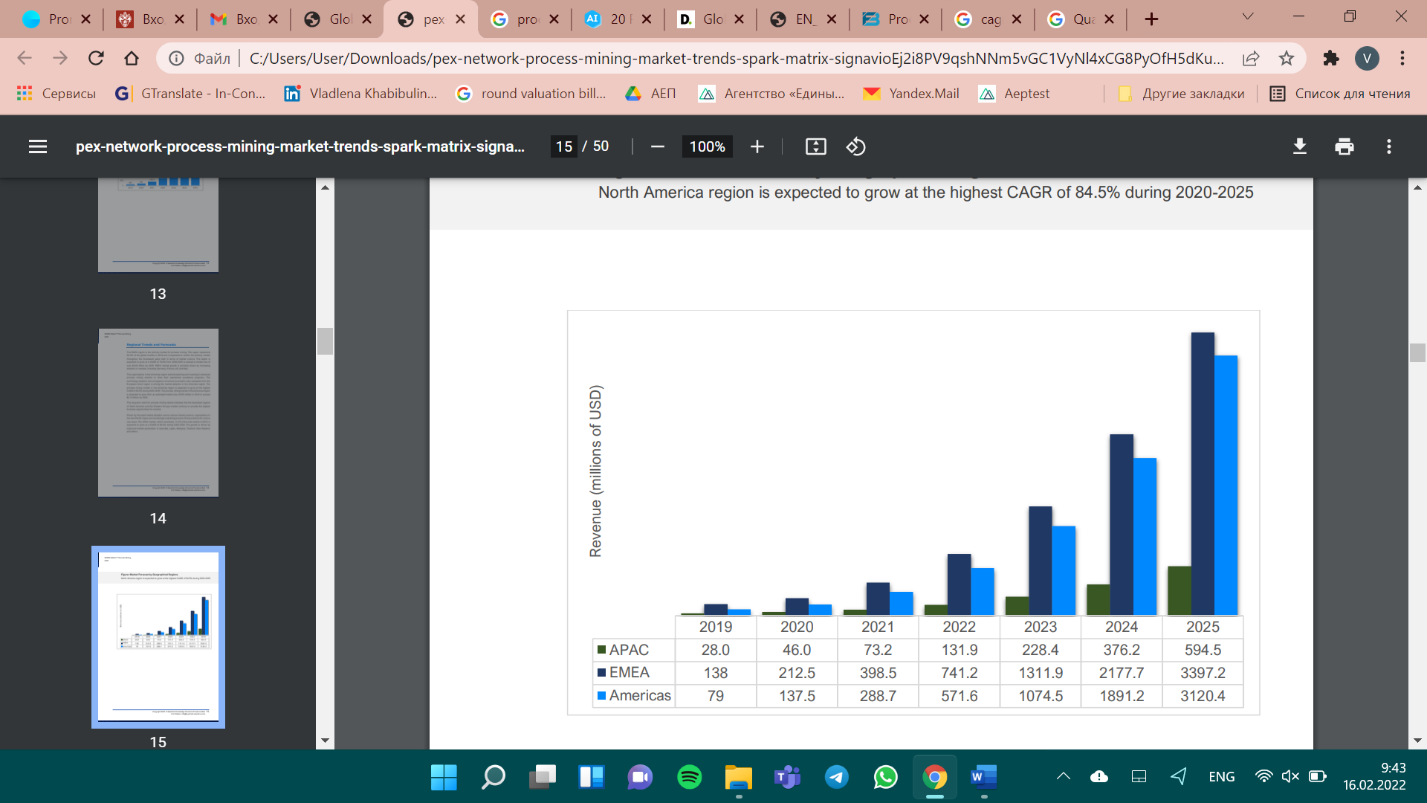 Pro
Вхо
Вхо
Glo
pex
pro
20
Glo
EN_
Pro
cag
Qua
Файл
C:/Users/User/Downloads/pex-network-process-mining-market-trends-spark-matrix-signavioEj2i8PV9qshNNm5vGC1VyNl4xCG8PyOfH5dKu...
V
Сервисы
GTranslate - In-Con...
Vladlena Khabibulin...
round valuation bill...
АЕП
Агентство «Едины...
Yandex.Mail
Aeptest
Другие закладки
Список для чтения
pex-network-process-mining-market-trends-spark-matrix-signa...
15 / 50
100%
North America region is expected to grow at the highest CAGR of 84.5% during 2020-2025
13
14
15
Revenue (millions of USD)
2019 2020 2021 2022 2023 2024 2025
APAC 28.0 46.0 73.2 131.9 228.4 376.2 594.5
EMEA 138 212.5 398.5 741.2 1311.9 2177.7 3397.2
Americas 79 137.5 288.7 571.6 1074.5 1891.2 3120.4
ENG
9:43
16.02.2022